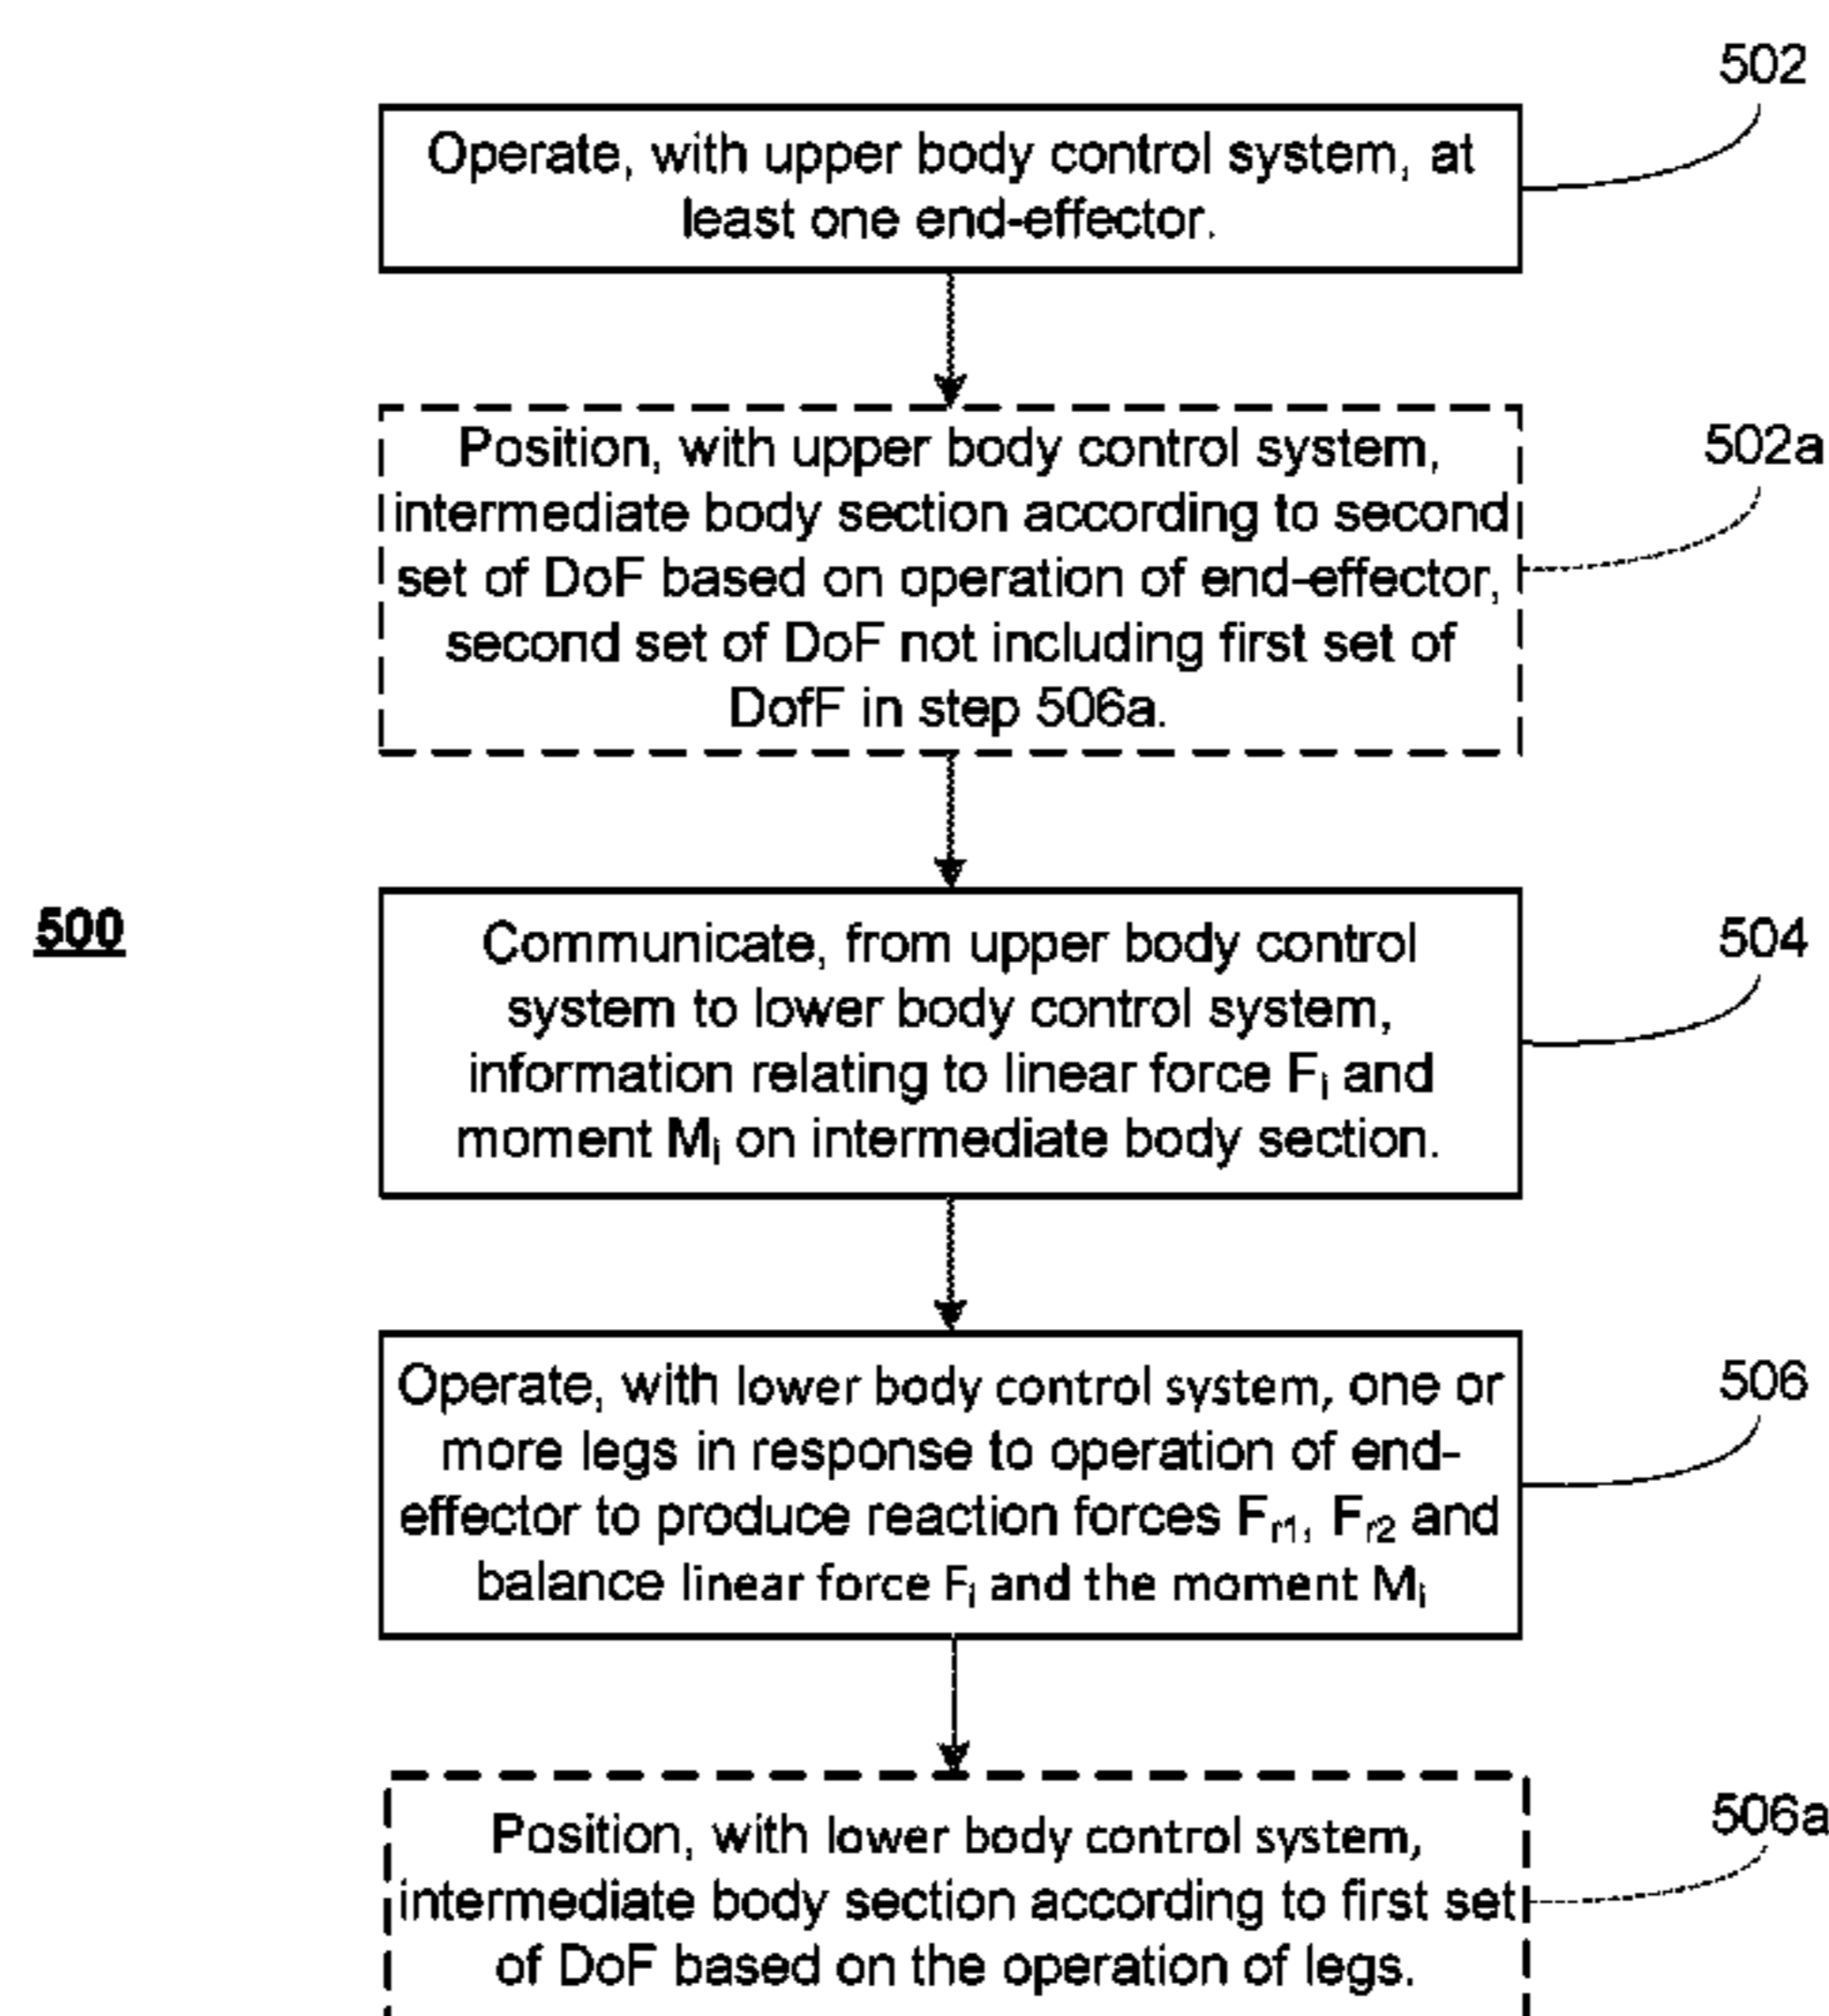 502
Operate, with upper body control system, at
least one end-effector.
502a
Position, with upper body control system,
intermediate body section according to second
set of DoF based on operation of end-effector,
second set of DoF not including first set of
DofF in step 506a.
500
504
Communicate, from upper body control
system to lower body control system,
information relating to linear force Fᵢ and
moment Mᵢ on intermediate body section.
506
Operate, with lower body control system, one or
more legs in response to operation of end-
effector to produce reaction forces Fᵣ₁, Fᵣ₂ and
balance linear force Fᵢ and the moment Mᵢ
506a
Position, with lower body control system,
intermediate body section according to first set
of DoF based on the operation of legs.